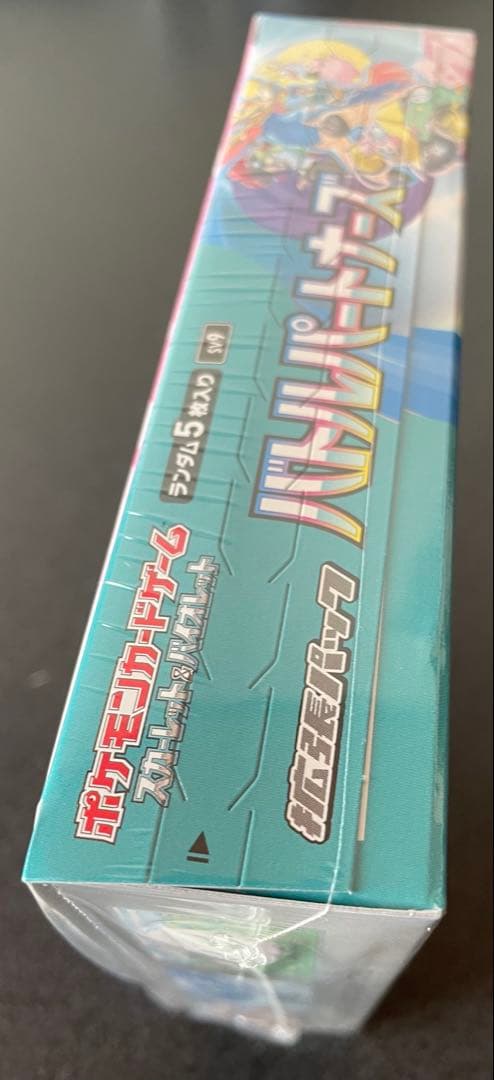 ポケモンカードゲーム
スカーレット&バイオレット
ランダム5枚入り
SV9
拡張パック
バトルパートナーズ